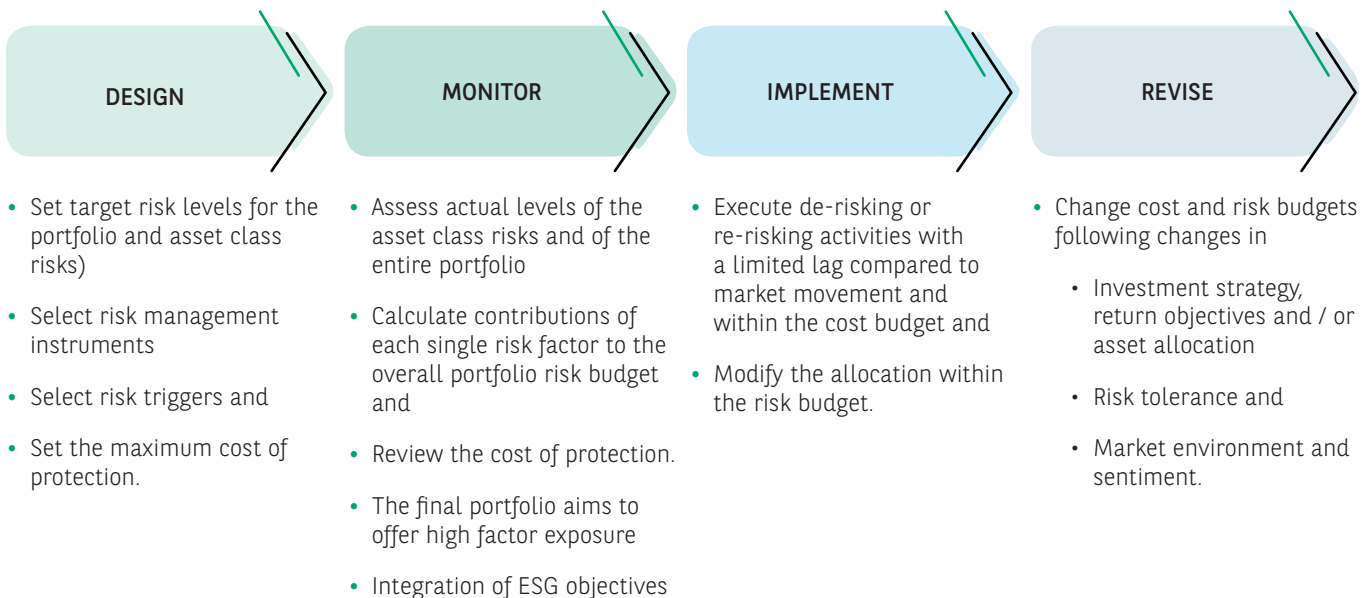 DESIGN
• Set target risk levels for the
portfolio and asset class
risks)
• Select risk management
instruments
• Select risk triggers and
• Set the maximum cost of
protection.
MONITOR
• Assess actual levels of the
asset class risks and of the
entire portfolio
• Calculate contributions of
each single risk factor to the
overall portfolio risk budget
and
• Review the cost of protection.
• The final portfolio aims to
offer high factor exposure
• Integration of ESG objectives
IMPLEMENT
• Execute de-risking or
re-risking activities with
a limited lag compared to
market movement and
within the cost budget and
• Modify the allocation within
the risk budget.
REVISE
• Change cost and risk budgets
following changes in
• Investment strategy,
return objectives and / or
asset allocation
• Risk tolerance and
• Market environment and
sentiment.